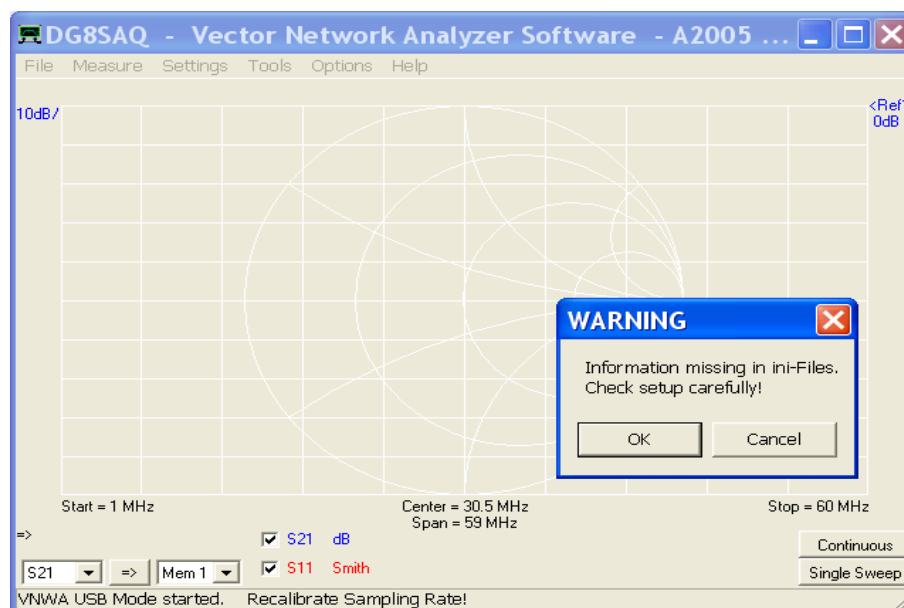 DG8SAQ - Vector Network Analyzer Software - A2005 ...
File Measure Settings Tools Options Help
10dB/
<Ref1
0dB
WARNING
Information missing in ini-Files.
Check setup carefully!
OK Cancel
Start = 1 MHz Center = 30.5 MHz Stop = 60 MHz
Span = 59 MHz
=>
S21 dB
Continuous
S21 => Mem 1
S11 Smith
Single Sweep
VNWA USB Mode started. Recalibrate Sampling Rate!